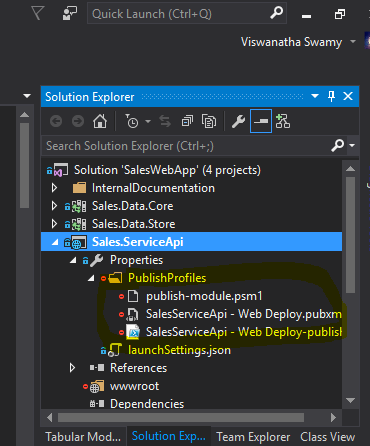 Quick Launch (Ctrl+Q)
Viswanatha Swamy
Solution Explorer
Search Solution Explorer (Ctrl+;)
Solution 'SalesWebApp' (4 projects)
InternalDocumentation
Sales.Data.Core
Sales.Data.Store
Sales.ServiceApi
Properties
PublishProfiles
publish-module.psm1
SalesServiceApi - Web Deploy.pubxm
SalesServiceApi - Web Deploy-publish
launchSettings.json
References
wwwroot
Dependencies
Tabular Mod... Solution Exp... Team Explorer Class View